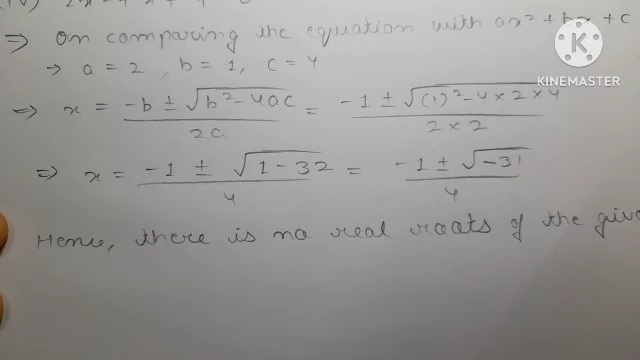 ⇒ On comparing the equation with ax² + bx + c
→ a = 2 , b = 1, c = 4
⇒ x = -b ± √b² - 4ac / 2a = -1 ± √(1)² - 4 × 2 × 4 / 2 × 2
⇒ x = -1 ± √1 - 32 / 4 = -1 ± √-31 / 4
Hence, there is no real roots of the give
KINEMASTER